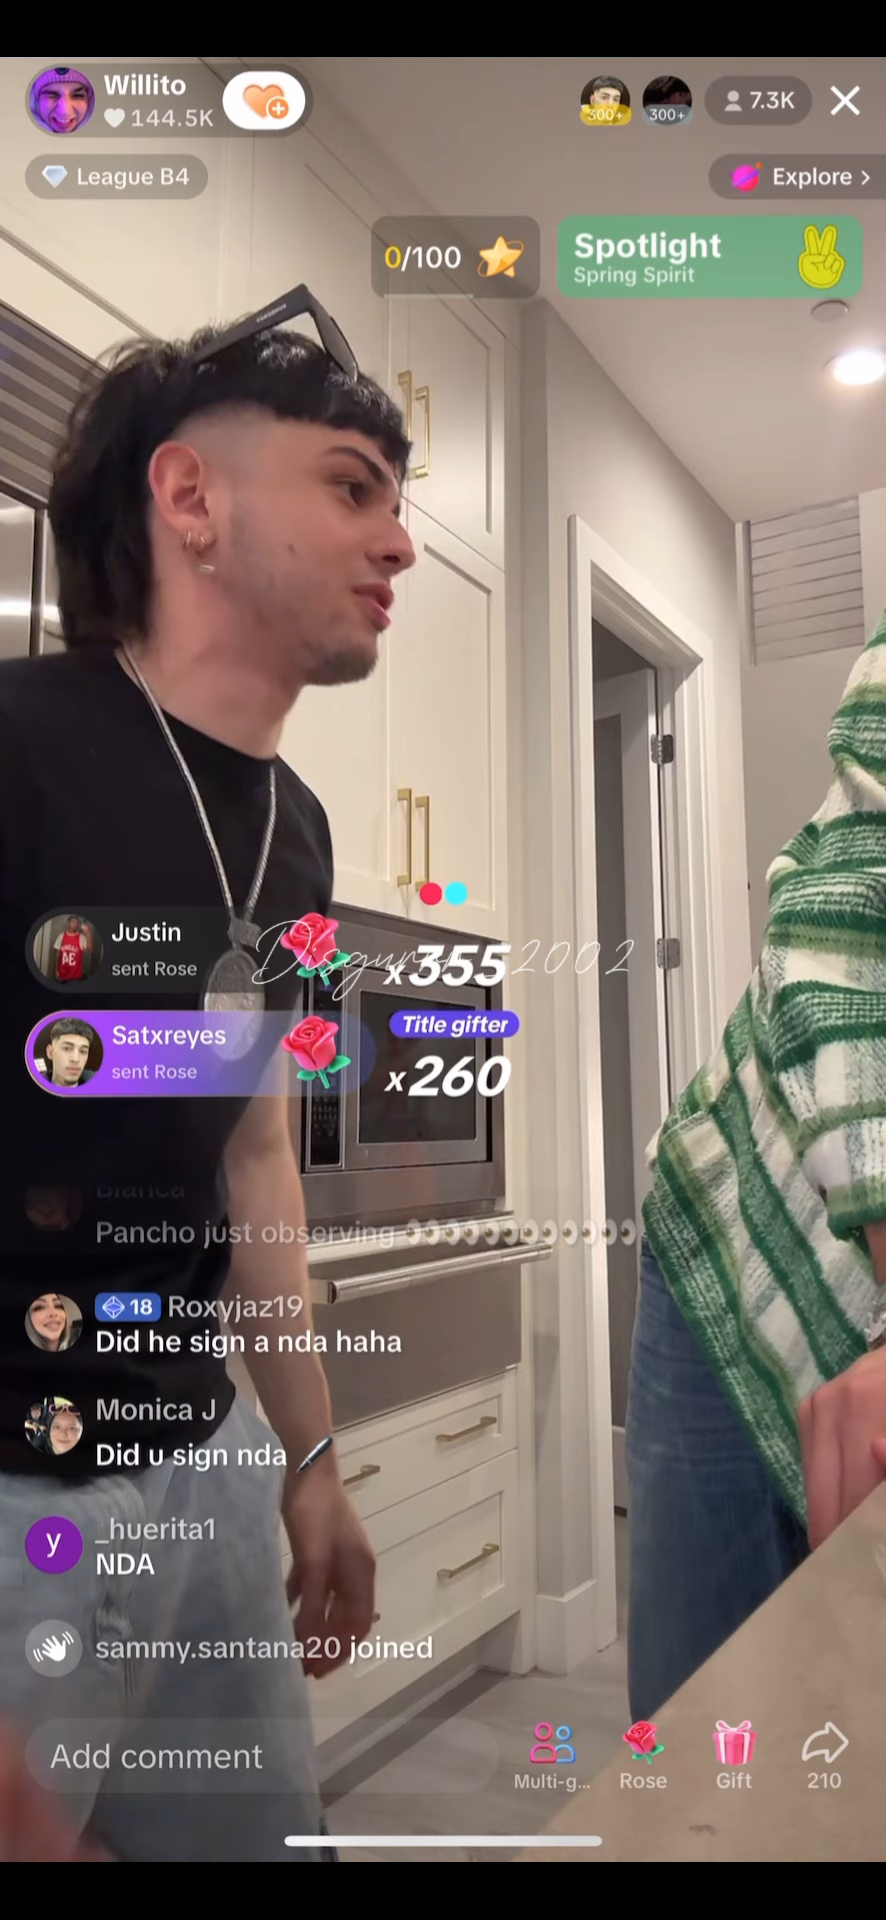 Willito
144.5K
300+
300+
7.3K
League B4
Explore >
0/100
Spotlight
Spring Spirit
Justin
sent Rose
x355
2002
Title gifter
Satxreyes
sent Rose
x260
Bianca
Pancho just observing 👀👀👀👀👀👀👀👀👀👀👀
18 Roxyjaz19
Did he sign a nda haha
Monica J
Did u sign nda 🖊️
y
_huerita1
NDA
sammy.santana20 joined
Add comment
Multi-g...
Rose
Gift
210